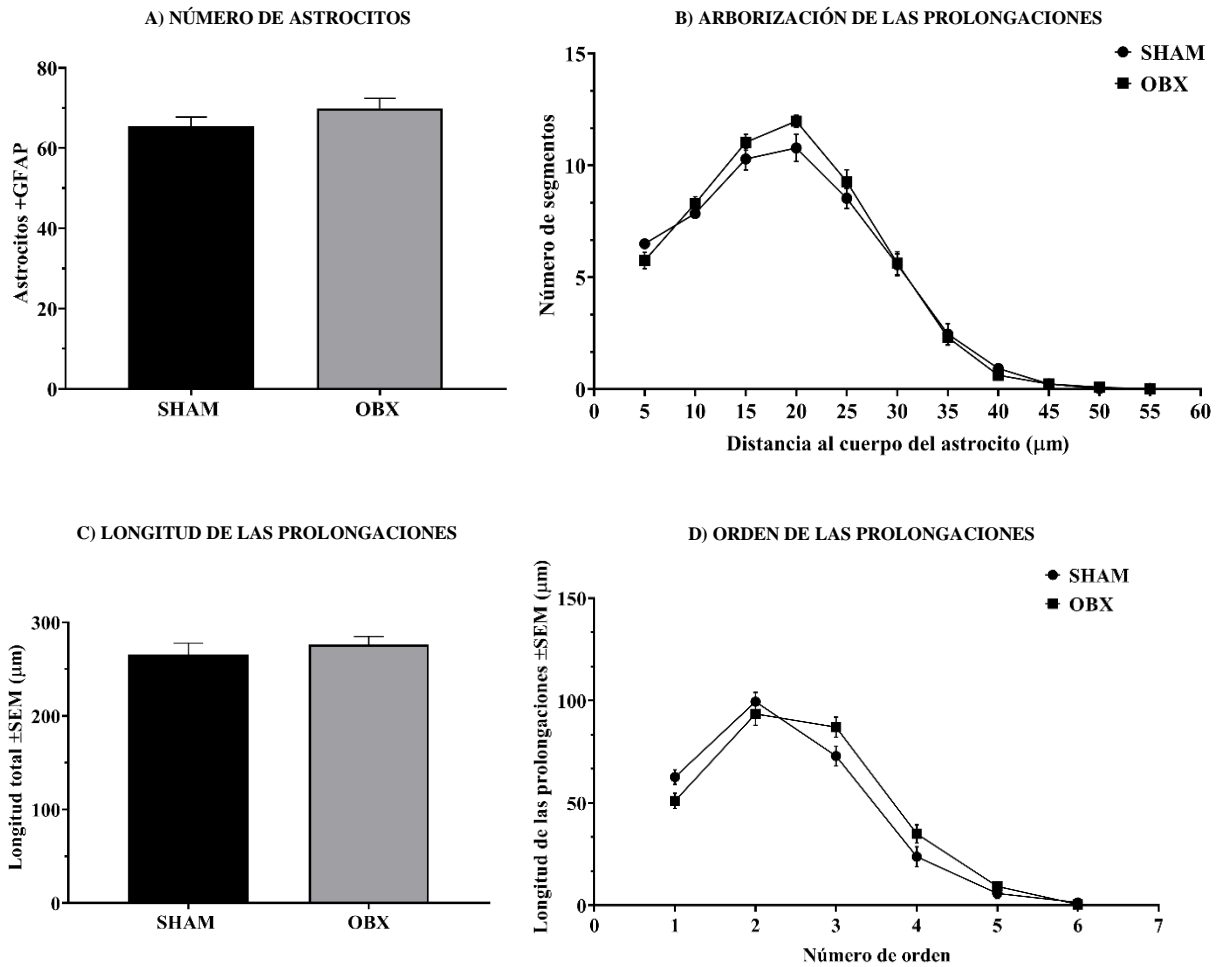 A) NÚMERO DE ASTROCITOS
Astrocitos +GFAP
80
60
40
20
0
SHAM
OBX
B) ARBORIZACIÓN DE LAS PROLONGACIONES
SHAM
OBX
Número de segmentos
15
10
5
0
0 5 10 15 20 25 30 35 40 45 50 55 60
Distancia al cuerpo del astrocito (μm)
C) LONGITUD DE LAS PROLONGACIONES
Longitud total ±SEM (μm)
300
200
100
0
SHAM
OBX
D) ORDEN DE LAS PROLONGACIONES
SHAM
OBX
Longitud de las prolongaciones ±SEM (μm)
150
100
50
0
0 1 2 3 4 5 6 7
Número de orden